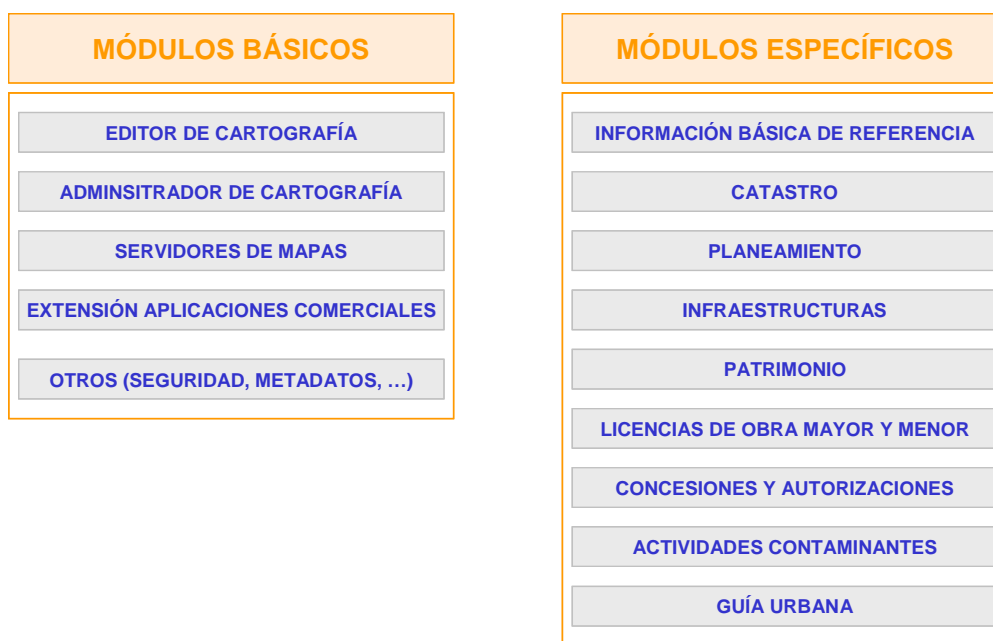 MÓDULOS BÁSICOS
EDITOR DE CARTOGRAFÍA
ADMINSITRADOR DE CARTOGRAFÍA
SERVIDORES DE MAPAS
EXTENSIÓN APLICACIONES COMERCIALES
OTROS (SEGURIDAD, METADATOS, …)
MÓDULOS ESPECÍFICOS
INFORMACIÓN BÁSICA DE REFERENCIA
CATASTRO
PLANEAMIENTO
INFRAESTRUCTURAS
PATRIMONIO
LICENCIAS DE OBRA MAYOR Y MENOR
CONCESIONES Y AUTORIZACIONES
ACTIVIDADES CONTAMINANTES
GUÍA URBANA